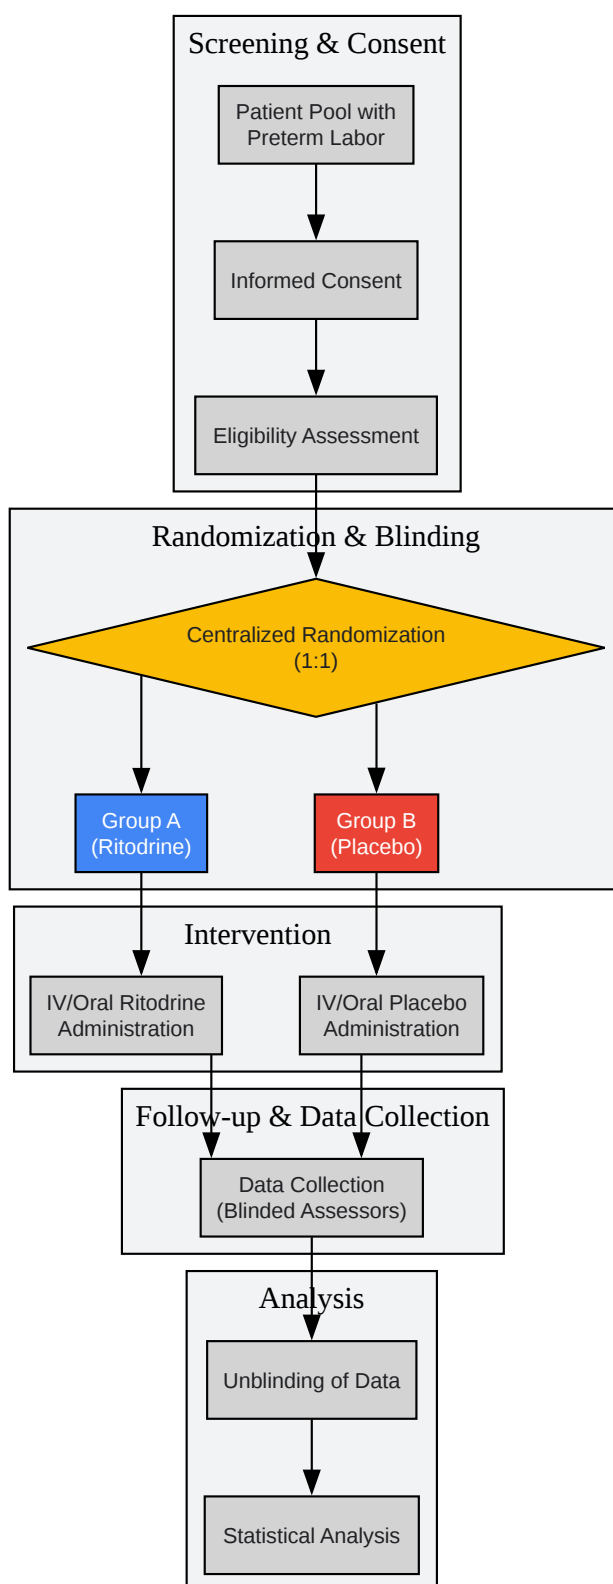 Screening & Consent
Patient Pool with
Preterm Labor
Informed Consent
Eligibility Assessment
Randomization & Blinding
Centralized Randomization
(1:1)
Group A
(Ritodrine)
Group B
(Placebo)
Intervention
IV/Oral Ritodrine
Administration
IV/Oral Placebo
Administration
Follow-up & Data Collection
Data Collection
(Blinded Assessors)
Analysis
Unblinding of Data
Statistical Analysis